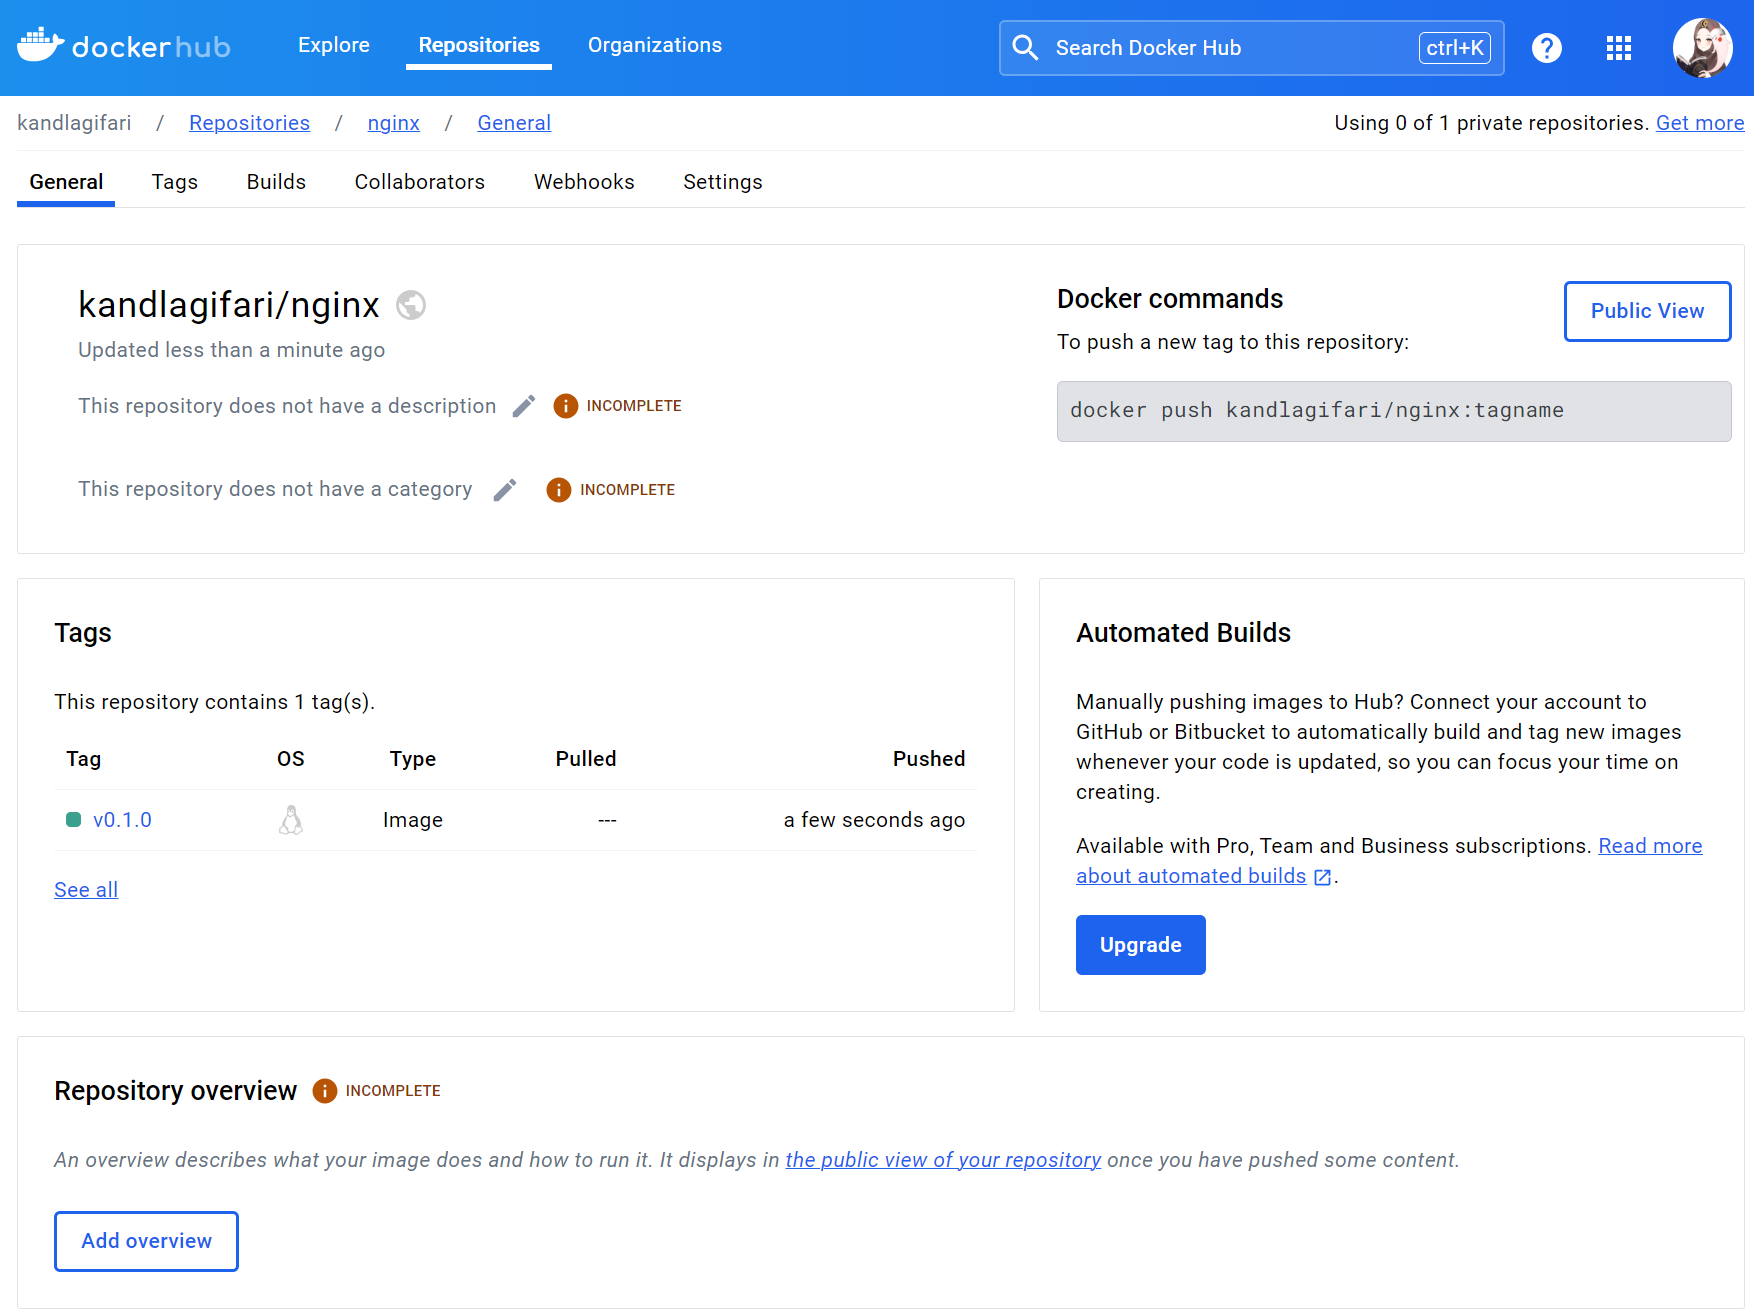 docker hub
Explore
Repositories
Organizations
Search Docker Hub
ctrl+K
kandlagifari / Repositories / nginx / General
Using 0 of 1 private repositories. Get more
General
Tags
Builds
Collaborators
Webhooks
Settings
kandlagifari/nginx
Updated less than a minute ago
This repository does not have a description
INCOMPLETE
This repository does not have a category
INCOMPLETE
Docker commands
Public View
To push a new tag to this repository:
docker push kandlagifari/nginx:tagname
Tags
This repository contains 1 tag(s).
Tag OS Type Pulled Pushed
v0.1.0 Image --- a few seconds ago
See all
Automated Builds
Manually pushing images to Hub? Connect your account to
GitHub or Bitbucket to automatically build and tag new images
whenever your code is updated, so you can focus your time on
creating.
Available with Pro, Team and Business subscriptions. Read more
about automated builds .
Upgrade
Repository overview
INCOMPLETE
An overview describes what your image does and how to run it. It displays in the public view of your repository once you have pushed some content.
Add overview